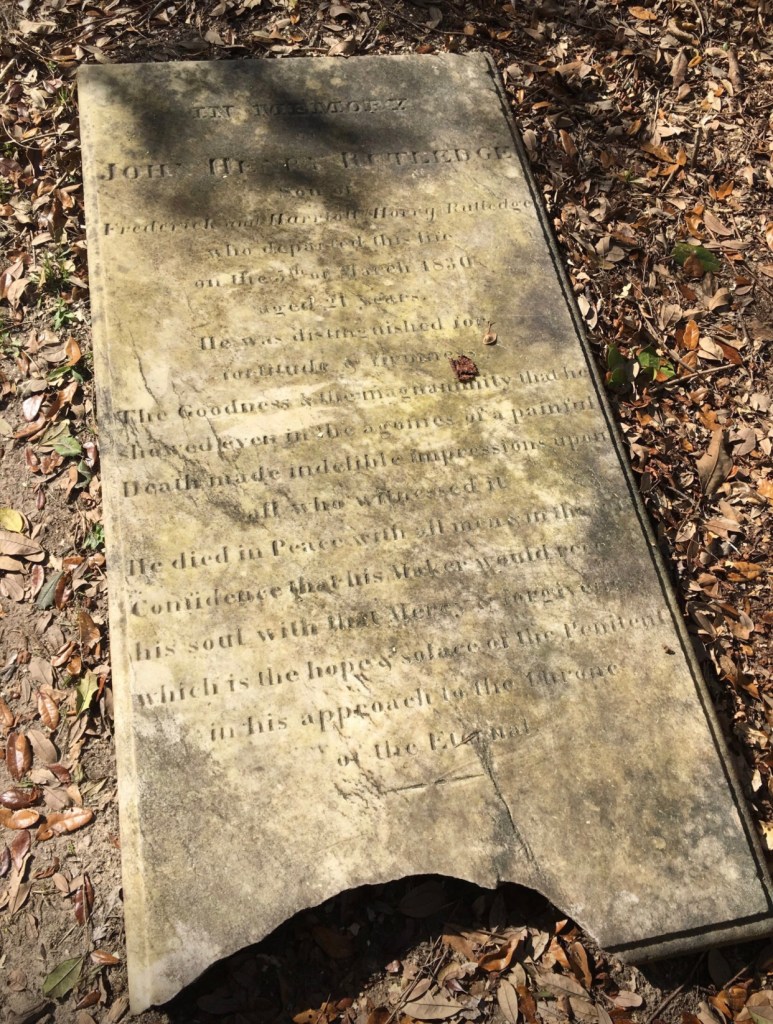 IN MEMORY
JOHN HENRY RUTLEDGE
son of
Frederick and Harriott Horry Rutledge
who departed this life
on the 5th of March 1830
aged 21 years.
He was distinguished for
fortitude &
The Goodness & the magnanimity that he
showed even in the agonies of a painful
Death made indelible impressions upon
all who witnessed it
He died in Peace with all men & in the
Confidence that his Maker would
his soul with that Mercy & forgiveness
which is the hope & solace of the Penitent
in his approach to the throne
of the Eternal